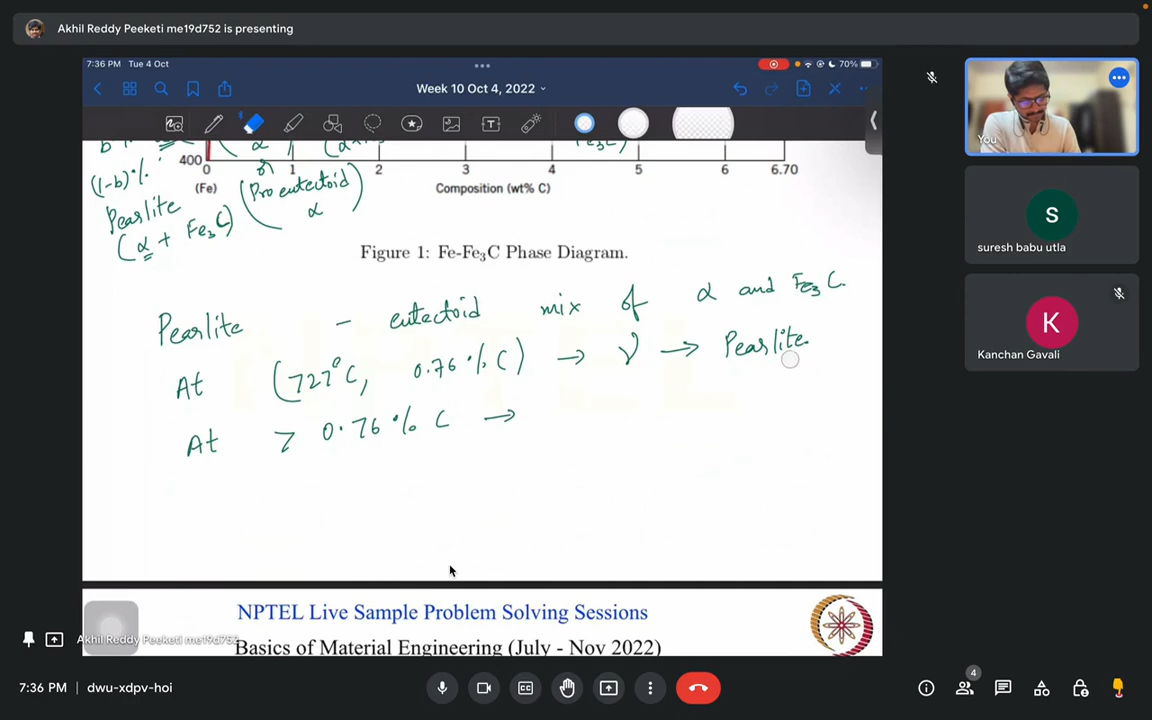 Akhil Reddy Peeketi me19d752 is presenting
7:36 PM Tue 4 Oct
70%
Week 10 Oct 4, 2022
400
0 1 2 3 4 5 6 6.70
(Fe)
Composition (wt% C)
(1-b)%
Pearlite
(α + Fe3C)
or
(Pro eutectoid
α)
Fe3C)
Figure 1: Fe-Fe3C Phase Diagram.
Pearlite - eutectoid mix of α and Fe3C
At (727°C, 0.76% C) → γ → Pearlite
At > 0.76% C →
NPTEL Live Sample Problem Solving Sessions
Basics of Material Engineering (July - Nov 2022)
Akhil Reddy Peeketi me19d752
You
S
suresh babu utla
K
Kanchan Gavali
7:36 PM | dwu-xdpv-hoi
4